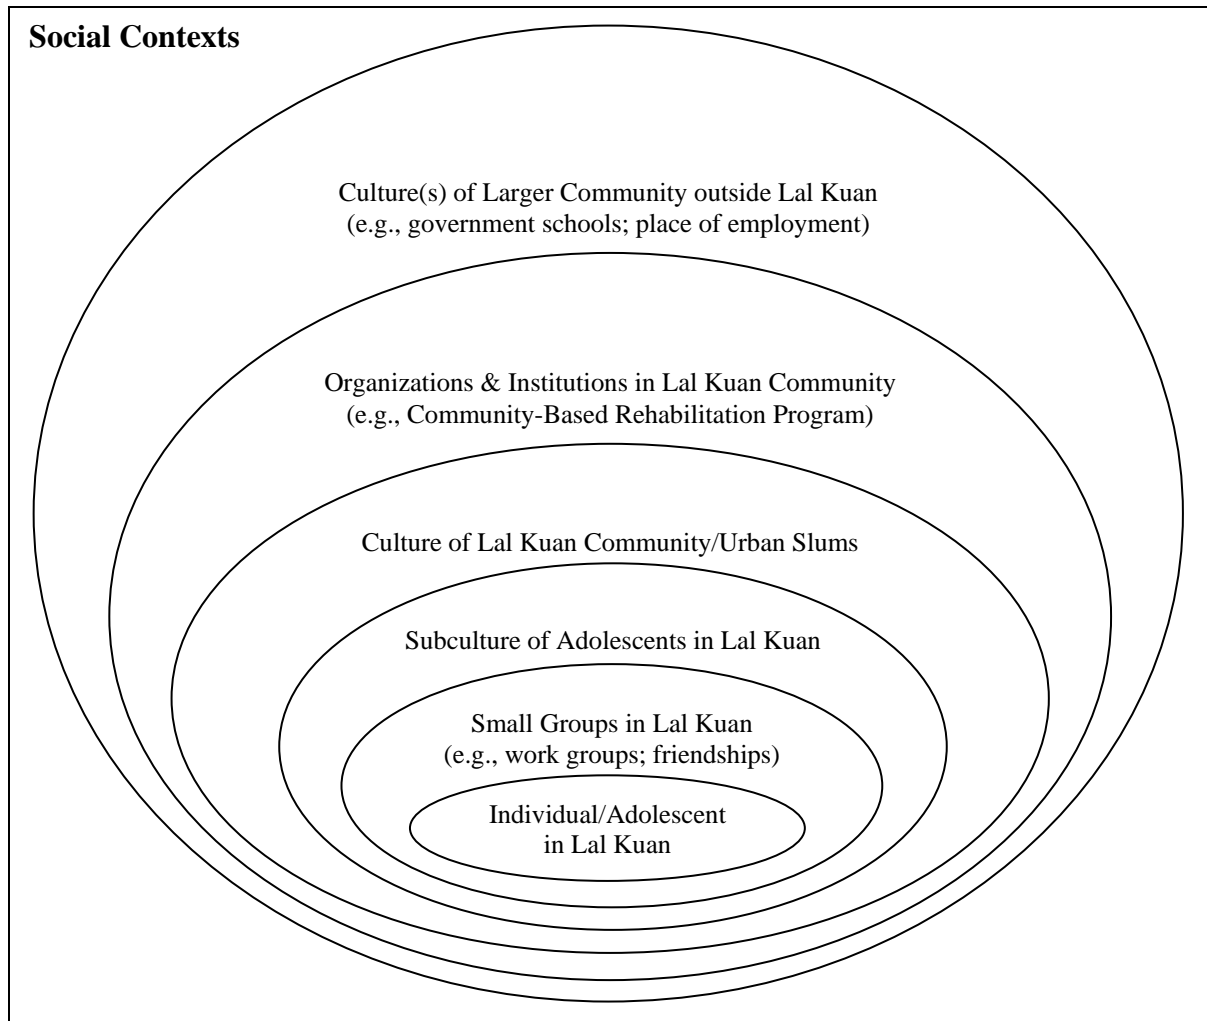 Social Contexts
Culture(s) of Larger Community outside Lal Kuan
(e.g., government schools; place of employment)
Organizations & Institutions in Lal Kuan Community
(e.g., Community-Based Rehabilitation Program)
Culture of Lal Kuan Community/Urban Slums
Subculture of Adolescents in Lal Kuan
Small Groups in Lal Kuan
(e.g., work groups; friendships)
Individual/Adolescent
in Lal Kuan